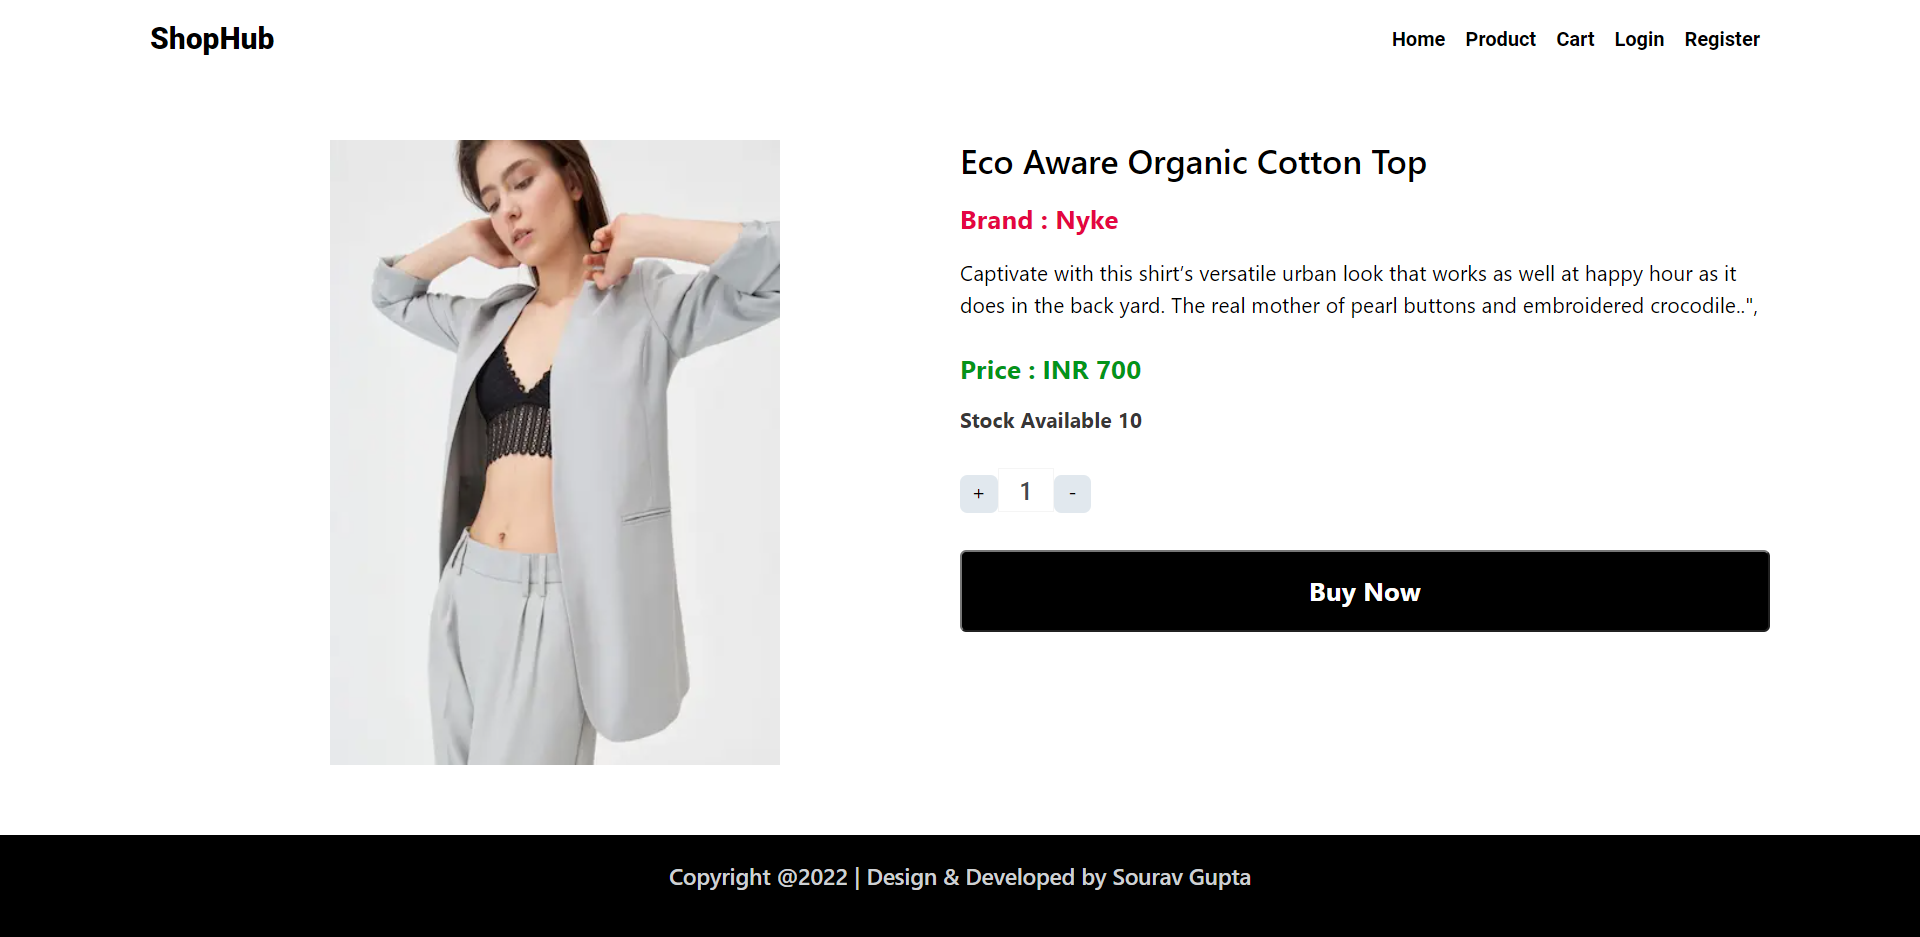 ShopHub
Home Product Cart Login Register
Eco Aware Organic Cotton Top
Brand : Nyke
Captivate with this shirt’s versatile urban look that works as well at happy hour as it
does in the back yard. The real mother of pearl buttons and embroidered crocodile..",
Price : INR 700
Stock Available 10
+ 1 -
Buy Now
Copyright @2022 | Design & Developed by Sourav Gupta